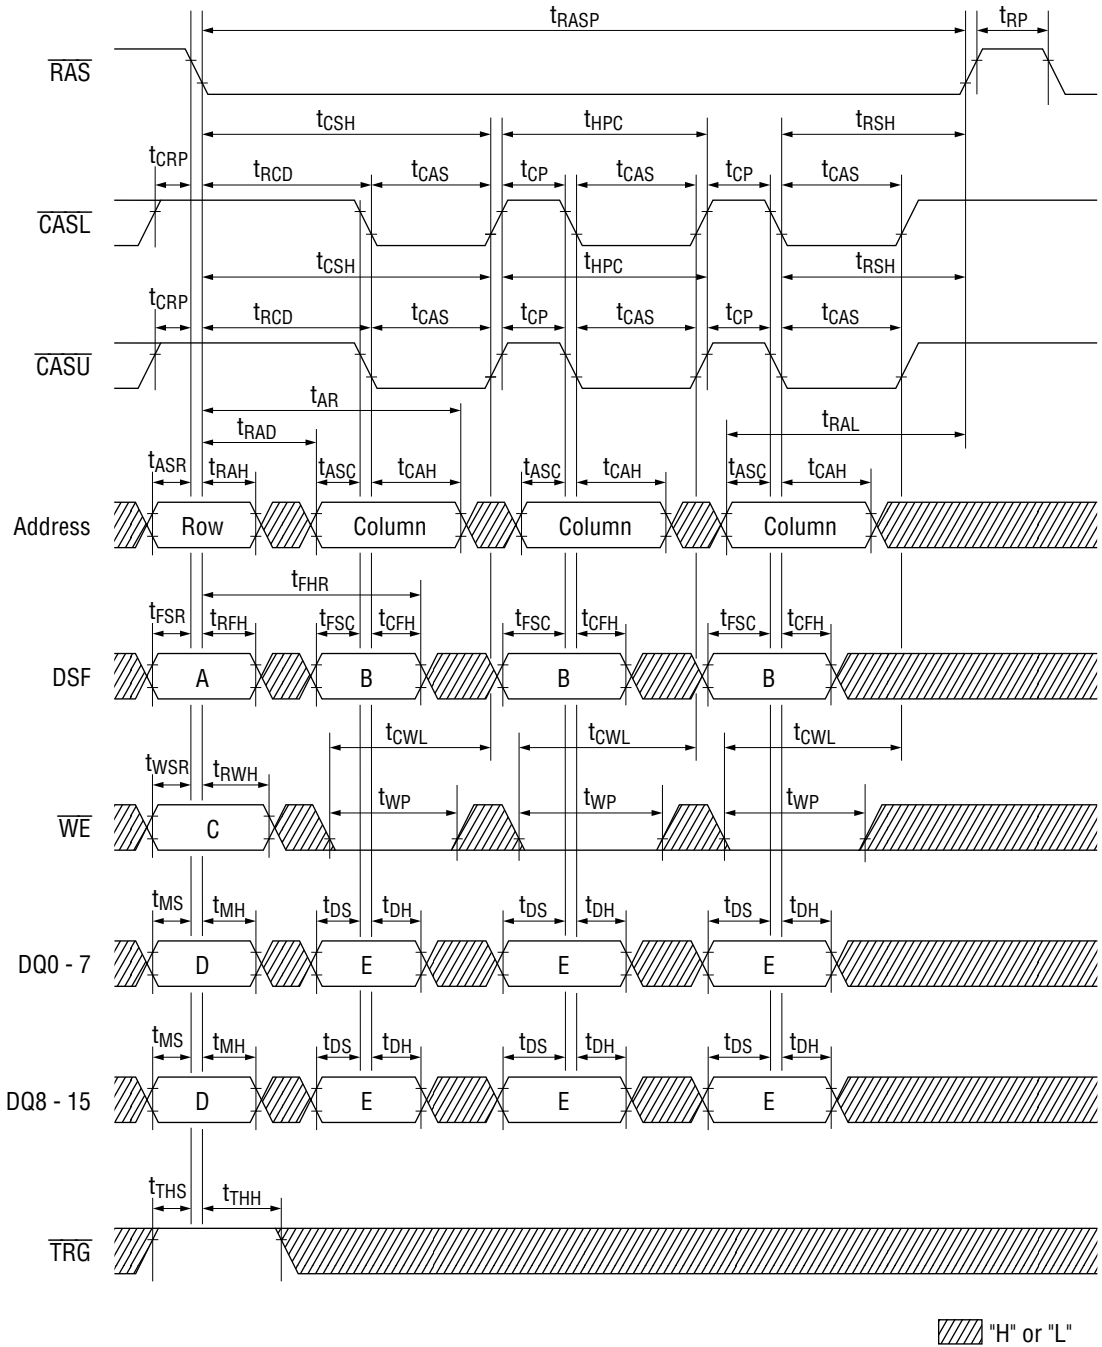 tRASP tRP
RAS
tCSH tHPC tRSH
tCRP tRCD tCAS tCP tCAS tCP tCAS
CASL
tCSH tHPC tRSH
tCRP tRCD tCAS tCP tCAS tCP tCAS
CASU
tAR
tRAD tRAL
tASR tRAH tASC tCAH tASC tCAH tASC tCAH
Address Row Column Column Column
tFHR
tFSR tRFH tFSC tCFH tFSC tCFH tFSC tCFH
DSF A B B B
tCWL tCWL tCWL
tWSR tRWH tWP tWP tWP
WE C
tMS tMH tDS tDH tDS tDH tDS tDH
DQ0 - 7 D E E E
tMS tMH tDS tDH tDS tDH tDS tDH
DQ8 - 15 D E E E
tTHS tTHH
TRG
"H" or "L"